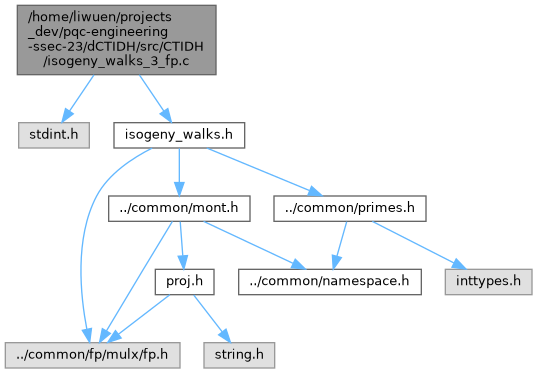 /home/liwuen/projects
_dev/pqc-engineering
-ssec-23/dCTIDH/src/CTIDH
/isogeny_walks_3_fp.c
stdint.h
isogeny_walks.h
../common/mont.h
../common/primes.h
proj.h
../common/namespace.h
inttypes.h
../common/fp/mulx/fp.h
string.h